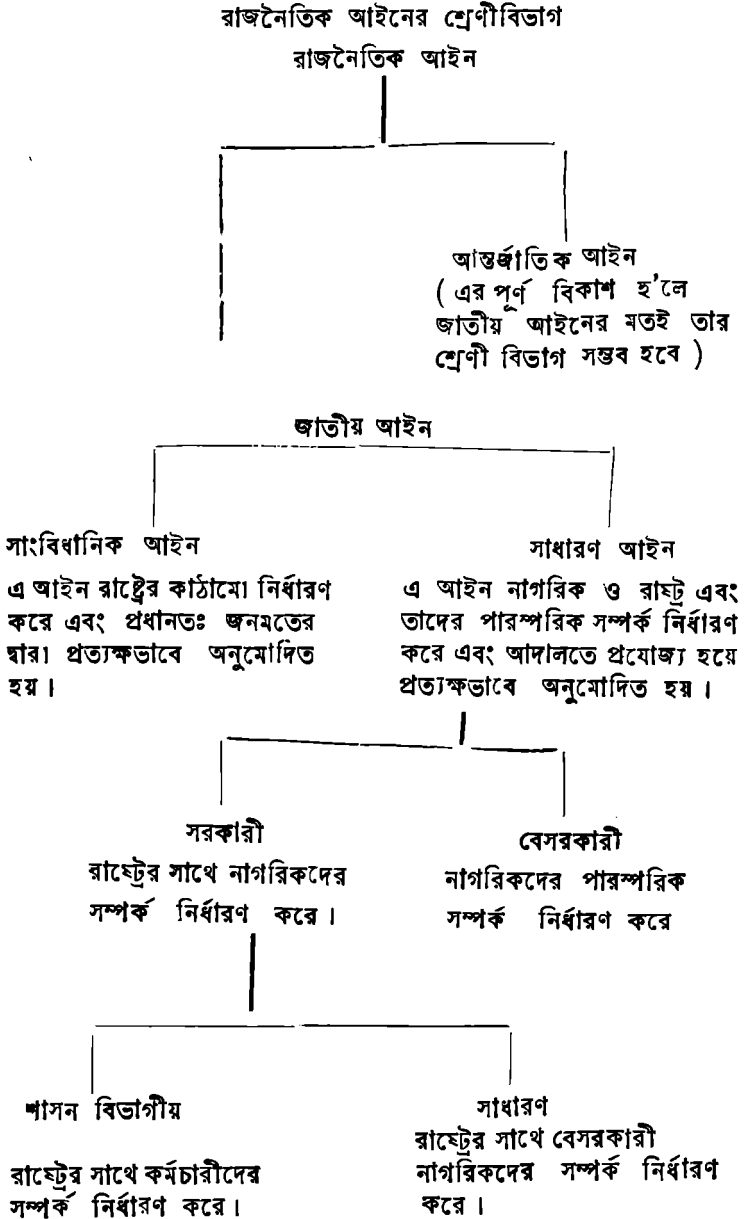 রাজনৈতিক আইনের শ্রেণীবিভাগ
রাজনৈতিক আইন
আন্তর্জাতিক আইন
( এর পূর্ণ বিকাশ হ'লে
জাতীয় আইনের মতই তার
শ্রেণী বিভাগ সম্ভব হবে )
জাতীয় আইন
সাংবিধানিক আইন
এ আইন রাষ্ট্রের কাঠামো নির্ধারণ
করে এবং প্রধানতঃ জনমতের
দ্বারা প্রত্যক্ষভাবে অনুমোদিত
হয়।
সাধারণ আইন
এ আইন নাগরিক ও রাষ্ট্র এবং
তাদের পারস্পরিক সম্পর্ক নির্ধারণ
করে এবং আদালতে প্রযোজ্য হয়ে
প্রত্যক্ষভাবে অনুমোদিত হয়।
সরকারী
রাষ্ট্রের সাথে নাগরিকদের
সম্পর্ক নির্ধারণ করে।
বেসরকারী
নাগরিকদের পারস্পরিক
সম্পর্ক নির্ধারণ করে
শাসন বিভাগীয়
রাষ্ট্রের সাথে কর্মচারীদের
সম্পর্ক নির্ধারণ করে।
সাধারণ
রাষ্ট্রের সাথে বেসরকারী
নাগরিকদের সম্পর্ক নির্ধারণ
করে।